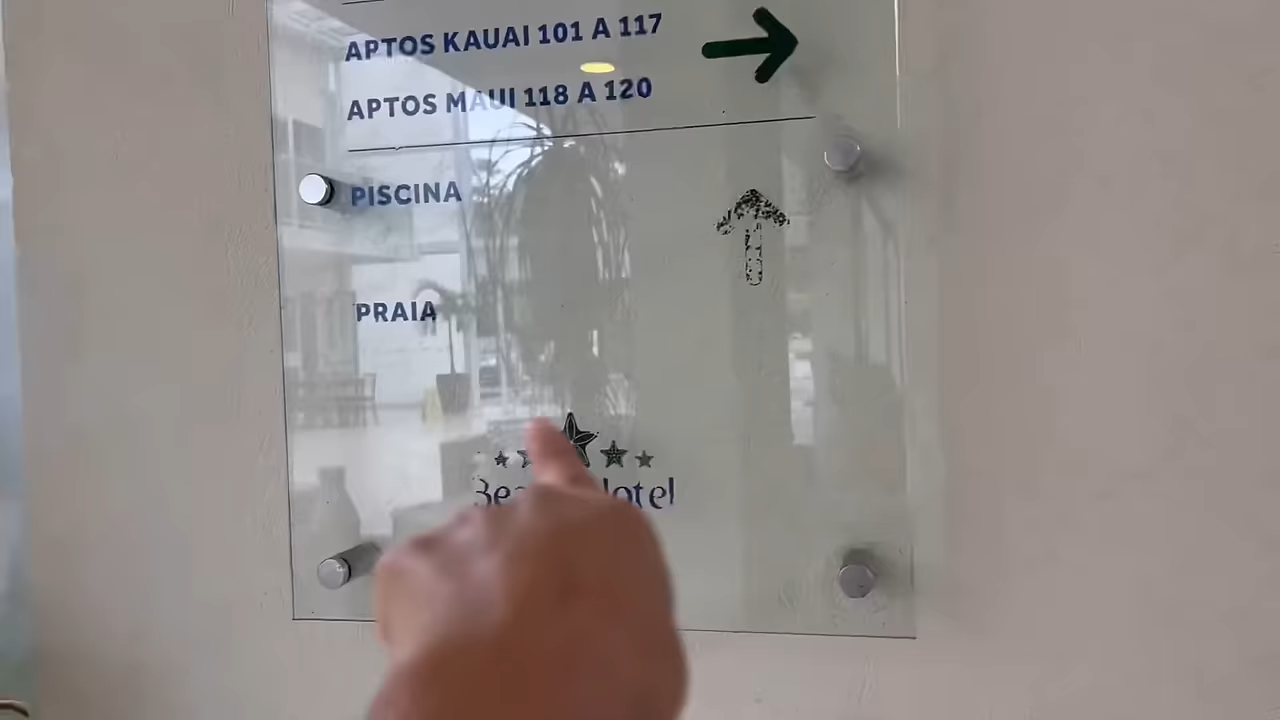 APTOS KAUAI 101 A 117
APTOS MAUI 118 A 120
PISCINA
PRAIA